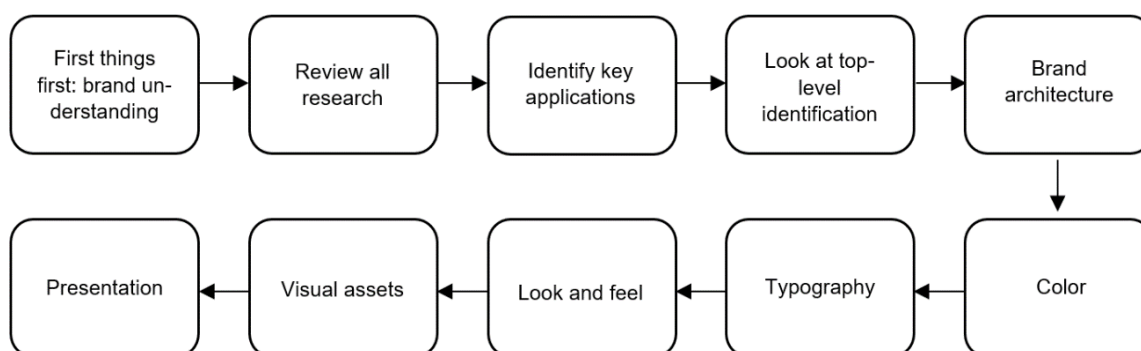 First things
first: brand un-
derstanding
Review all
research
Identify key
applications
Look at top-
level
identification
Brand
architecture
Color
Typography
Look and feel
Visual assets
Presentation